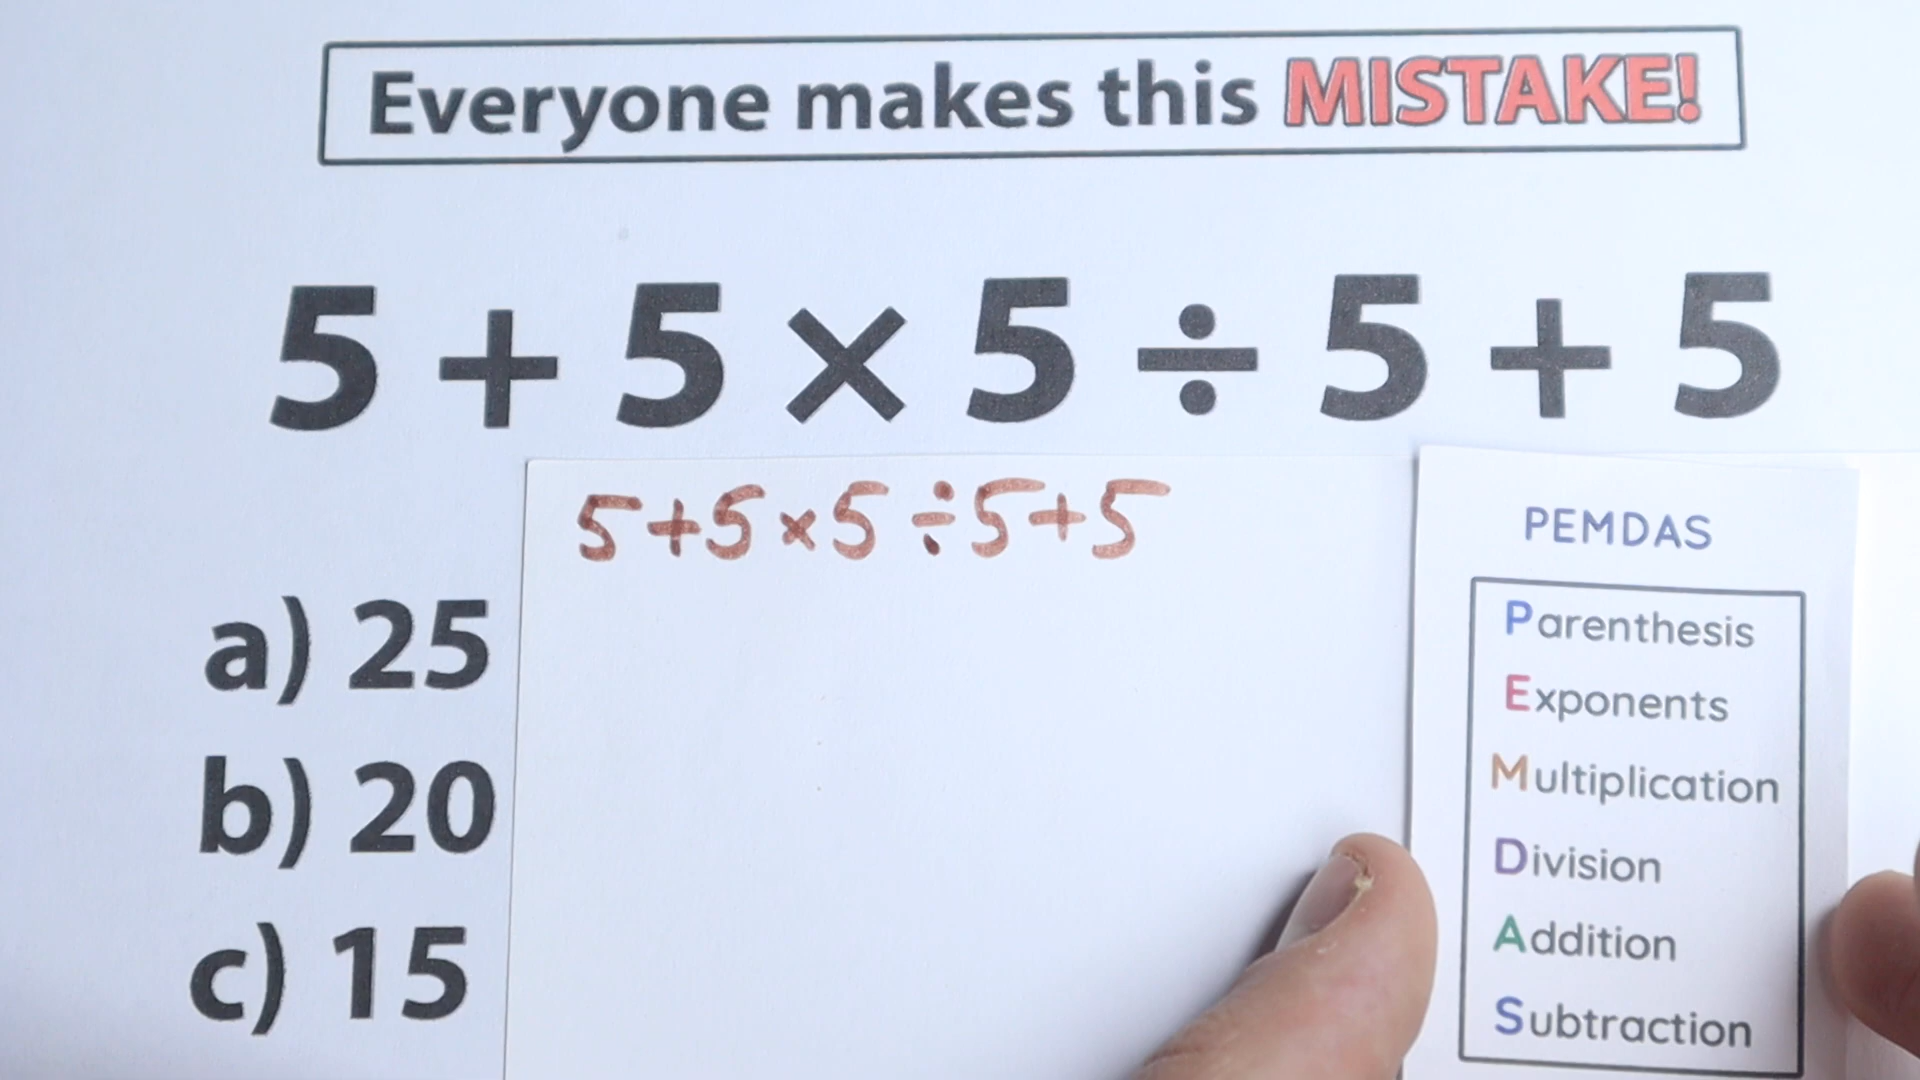 Everyone makes this MISTAKE!
5 + 5 × 5 ÷ 5 + 5
5+5×5÷5+5
a) 25
b) 20
c) 15
PEMDAS
Parenthesis
Exponents
Multiplication
Division
Addition
Subtraction